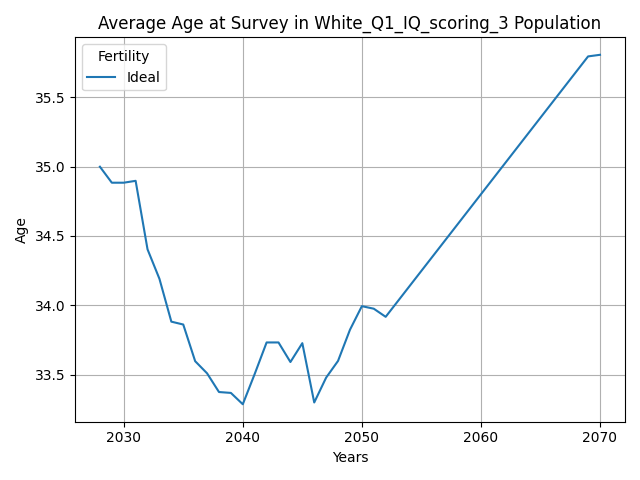 Average Age at Survey in White_Q1_IQ_scoring_3 Population
Fertility
Ideal
35.5
35.0
34.5
34.0
33.5
Age
2030 2040 2050 2060 2070
Years